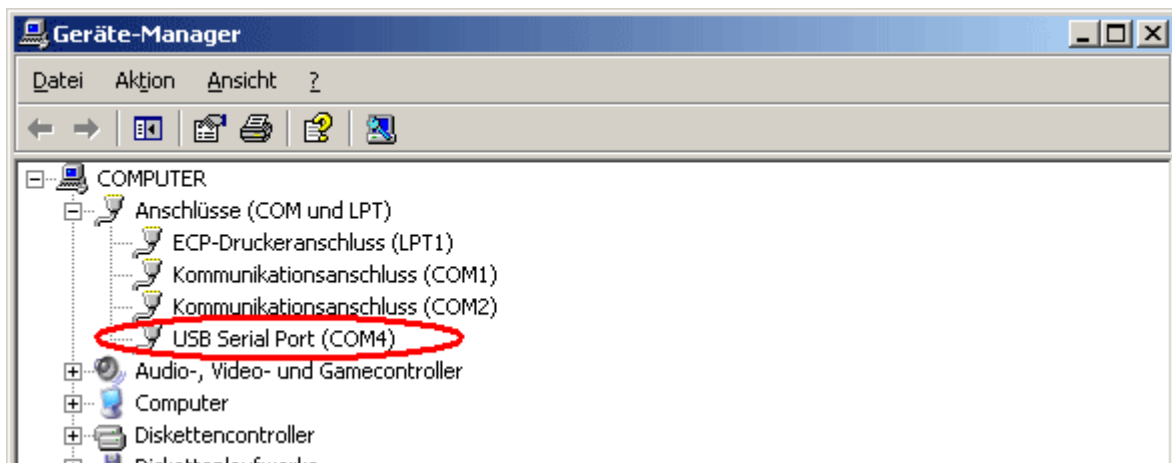 Geräte-Manager
Datei Aktion Ansicht ?
COMPUTER
Anschlüsse (COM und LPT)
ECP-Druckeranschluss (LPT1)
Kommunikationsanschluss (COM1)
Kommunikationsanschluss (COM2)
USB Serial Port (COM4)
Audio-, Video- und Gamecontroller
Computer
Diskettencontroller
Diskettenlaufwerke